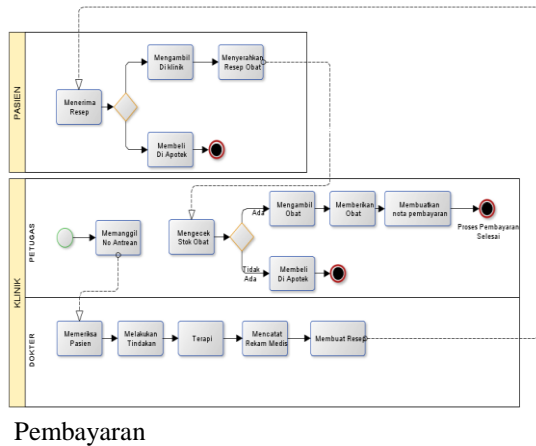 PASIEN
Menerima
Resep
Mengambil
Di klinik
Menyerahkan
Resep Obat
Membeli
Di Apotek
KLINIK
PETUGAS
Memanggil
No Antrean
Mengecek
Stok Obat
Ada
Mengambil
Obat
Memberikan
Obat
Membuatkan
nota pembayaran
Proses Pembayaran
Selesai
Tidak
Ada
Membeli
Di Apotek
DOKTER
Memeriksa
Pasien
Melakukan
Tindakan
Terapi
Mencatat
Rekam Medis
Membuat Resep
Pembayaran